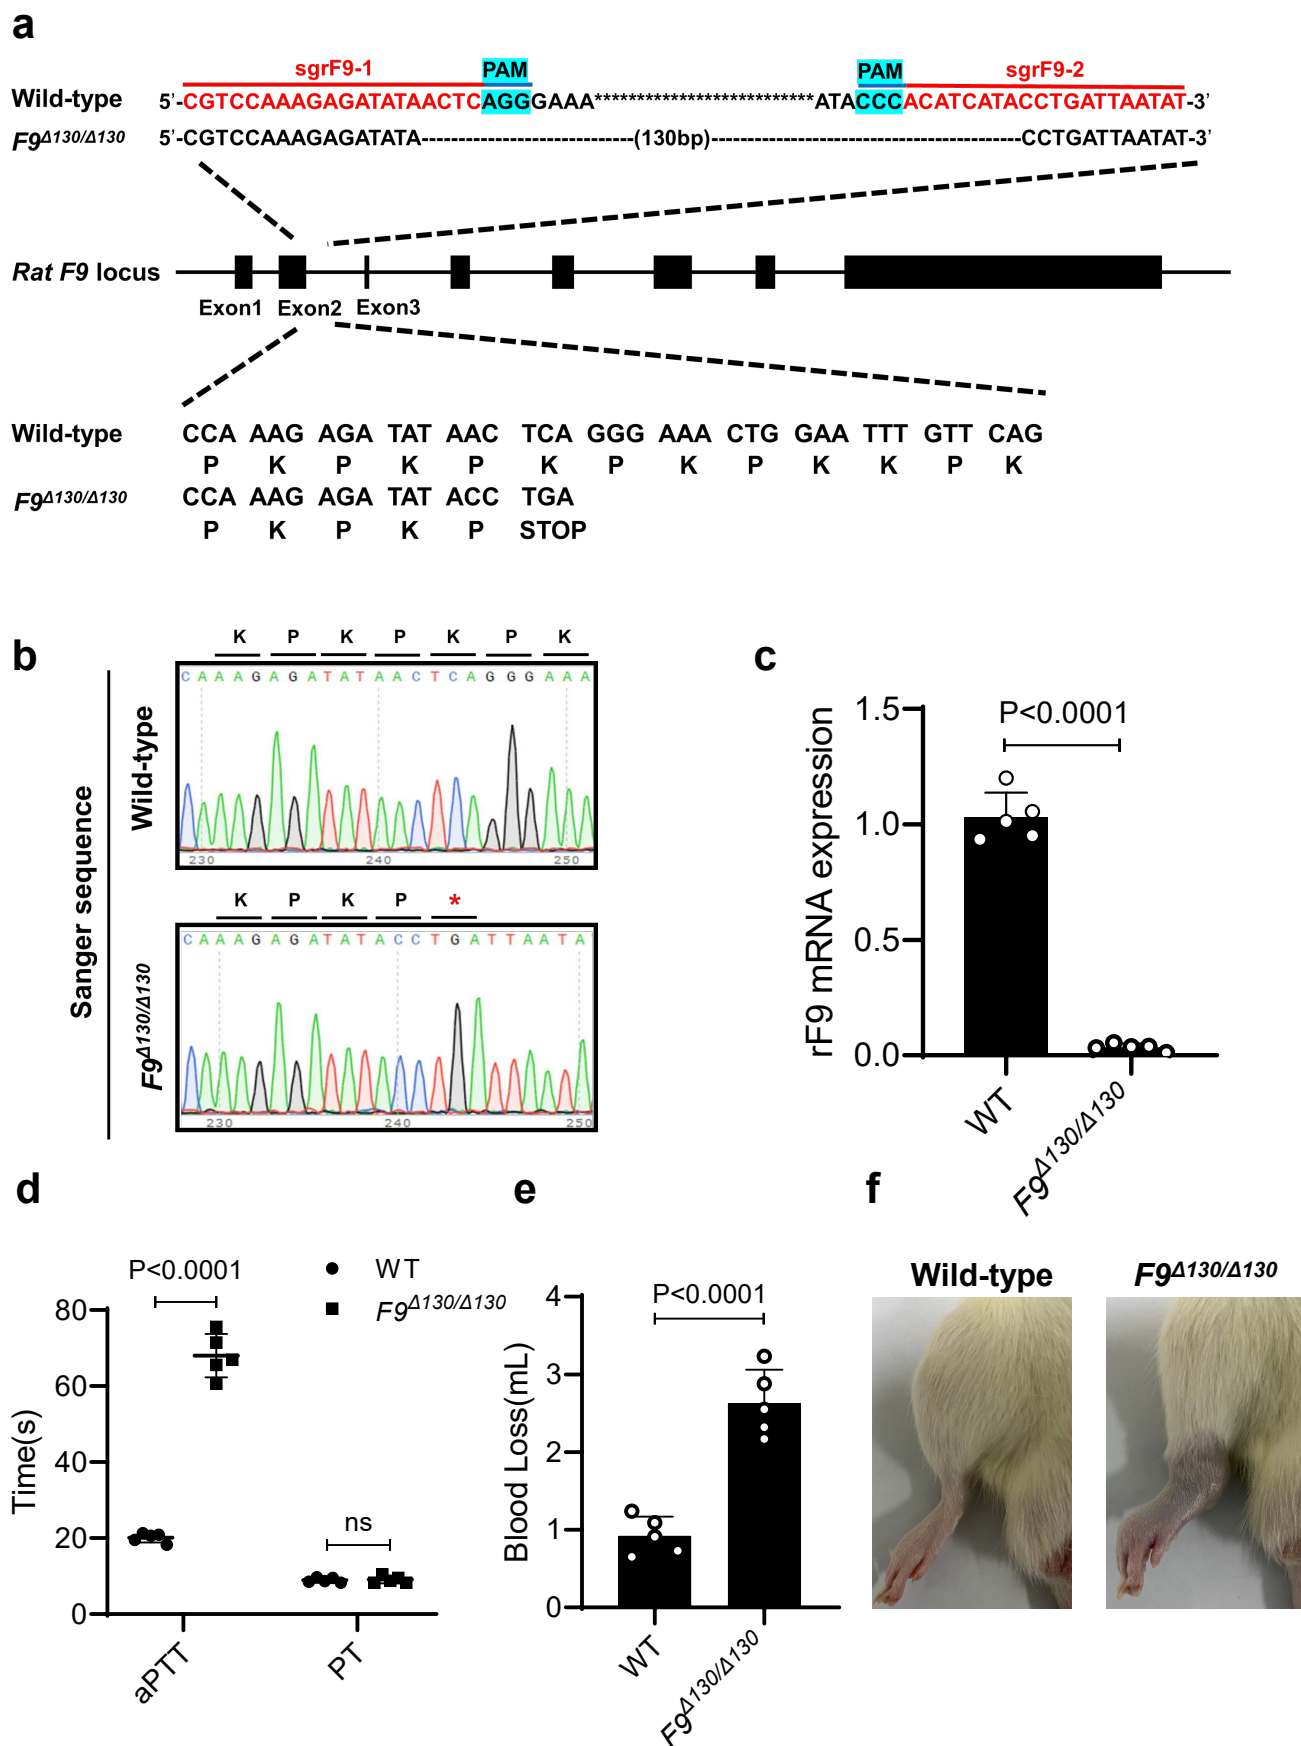 a
sgrF9-1 PAM PAM sgrF9-2
Wild-type 5’-CGTCCAAAGAGATATAACTCAGGGAAA***********************ATACCCACATCATACCTGATTAATAT-3’
F9Δ130/Δ130 5’-CGTCCAAAGAGATATA---------------------(130bp)-------------------------------CCTGATTAATAT-3’
Rat F9 locus
Exon1 Exon2 Exon3
Wild-type CCA AAG AGA TAT AAC TCA GGG AAA CTG GAA TTT GTT CAG
P K P K P K P K P K K P K
F9Δ130/Δ130 CCA AAG AGA TAT ACC TGA
P K P K P STOP
b
Sanger sequence
Wild-type
K P K P K P K
C A A A G A G A T A T A A C T C A G G G A A A
230 240 250
F9Δ130/Δ130
K P K P *
C A A A G A G A T A T A C C T G A T T A A T A
230 240 250
c
rF9 mRNA expression
1.5
1.0
0.5
0.0
P<0.0001
WT
F9Δ130/Δ130
d
P<0.0001
WT
F9Δ130/Δ130
Time(s)
80
60
40
20
0
ns
aPTT
PT
e
Blood Loss(mL)
4
3
2
1
0
P<0.0001
WT
F9Δ130/Δ130
f
Wild-type F9Δ130/Δ130